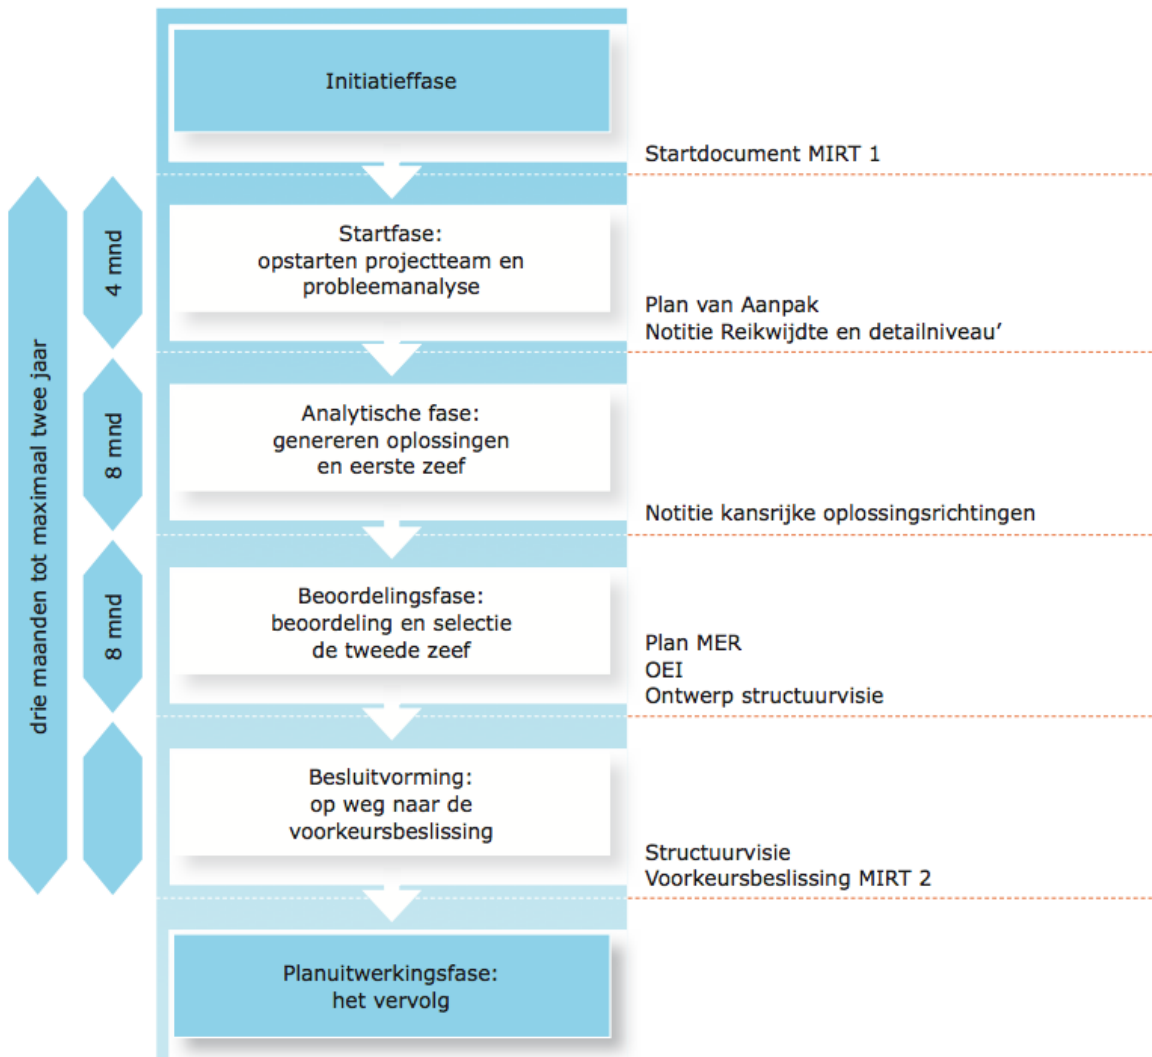 Initiatieffase
Startdocument MIRT 1
drie maanden tot maximaal twee jaar
4 mnd
Startfase:
opstarten projectteam en
probleemanalyse
Plan van Aanpak
Notitie Reikwijdte en detailniveau’
8 mnd
Analytische fase:
genereren oplossingen
en eerste zeef
Notitie kansrijke oplossingsrichtingen
8 mnd
Beoordelingsfase:
beoordeling en selectie
de tweede zeef
Plan MER
OEI
Ontwerp structuurvisie
Besluitvorming:
op weg naar de
voorkeursbeslissing
Structuurvisie
Voorkeursbeslissing MIRT 2
Planuitwerkingsfase:
het vervolg